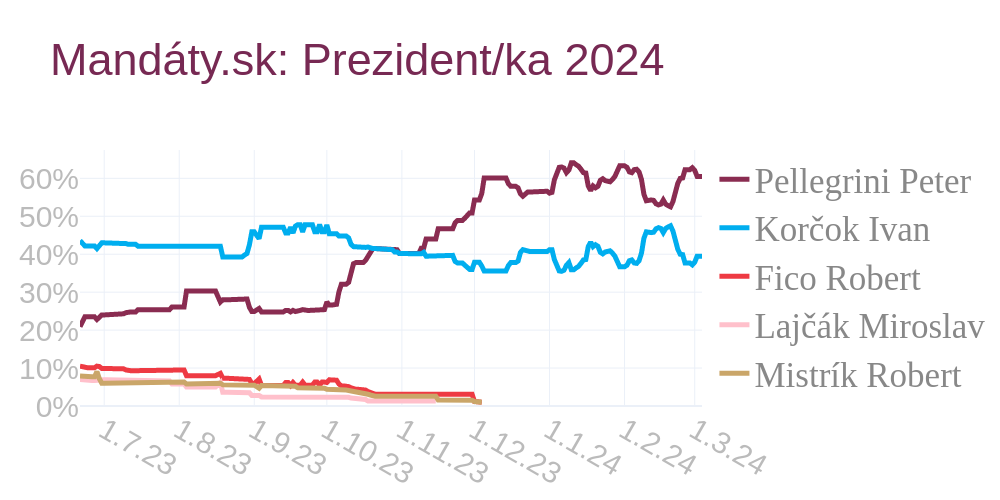 Mandáty.sk: Prezident/ka 2024
60%
50%
40%
30%
20%
10%
0%
1.7.23
1.8.23
1.9.23
1.10.23
1.11.23
1.12.23
1.1.24
1.2.24
1.3.24
Pellegrini Peter
Korčok Ivan
Fico Robert
Lajčák Miroslav
Mistrík Robert